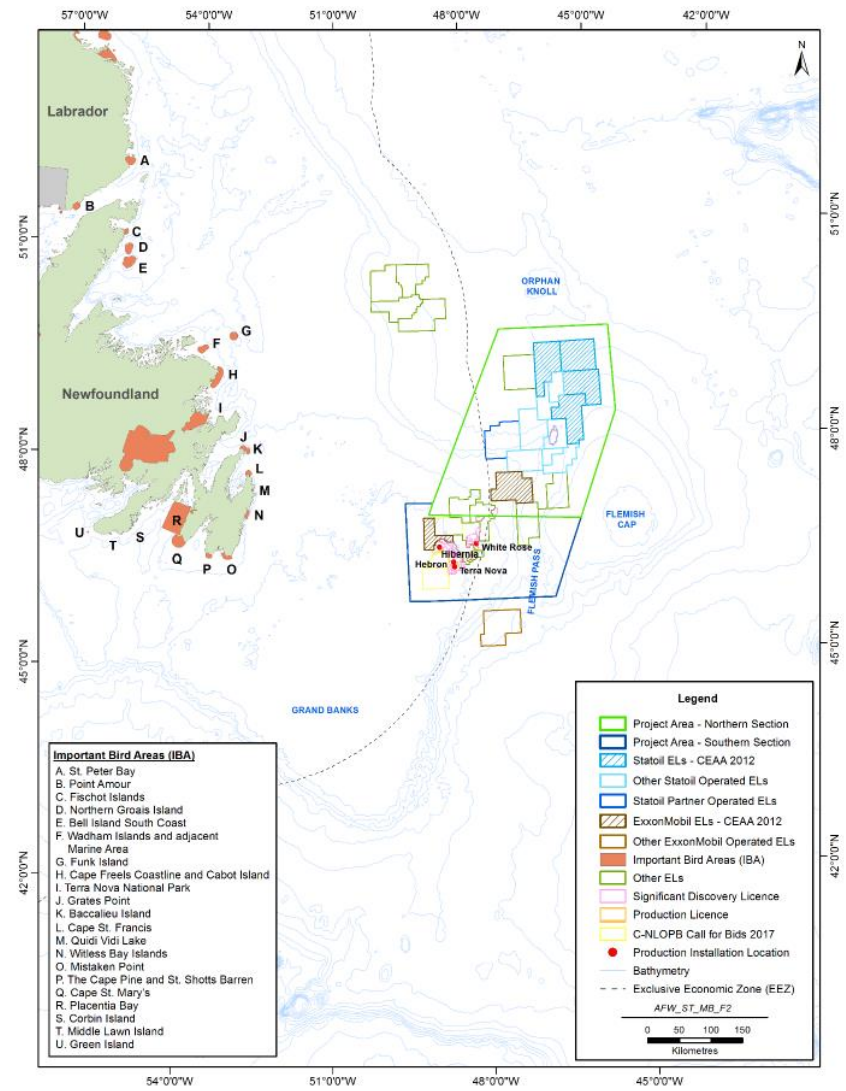 57°0'0"W
54°0'0"W
51°0'0"W
48°0'0"W
45°0'0"W
42°0'0"W
N
Labrador
A
B
C
D
E
51°0'0"N
51°0'0"N
ORPHAN
KNOLL
G
F
H
Newfoundland
I
J
K
48°0'0"N
48°0'0"N
L
M
N
R
S
U
T
Q
P
O
FLEMISH
CAP
White Rose
Hibernia
Hebron
Terra Nova
FLEMISH PASS
45°0'0"N
45°0'0"N
GRAND BANKS
42°0'0"N
42°0'0"N
Important Bird Areas (IBA)
A. St. Peter Bay
B. Point Amour
C. Fischot Islands
D. Northern Groais Island
E. Bell Island South Coast
F. Wadham Islands and adjacent
Marine Area
G. Funk Island
H. Cape Freels Coastline and Cabot Island
I. Terra Nova National Park
J. Grates Point
K. Baccalieu Island
L. Cape St. Francis
M. Quidi Vidi Lake
N. Witless Bay Islands
O. Mistaken Point
P. The Cape Pine and St. Shotts Barren
Q. Cape St. Mary's
R. Placentia Bay
S. Corbin Island
T. Middle Lawn Island
U. Green Island
Legend
Project Area - Northern Section
Project Area - Southern Section
Statoil ELs - CEAA 2012
Other Statoil Operated ELs
Statoil Partner Operated ELs
ExxonMobil ELs - CEAA 2012
Other ExxonMobil Operated ELs
Important Bird Areas (IBA)
Other ELs
Significant Discovery Licence
Production Licence
C-NLOPB Call for Bids 2017
Production Installation Location
Bathymetry
Exclusive Economic Zone (EEZ)
AFW_ST_MB_F2
0 50 100 150
Kilometres
54°0'0"W
51°0'0"W
48°0'0"W
45°0'0"W